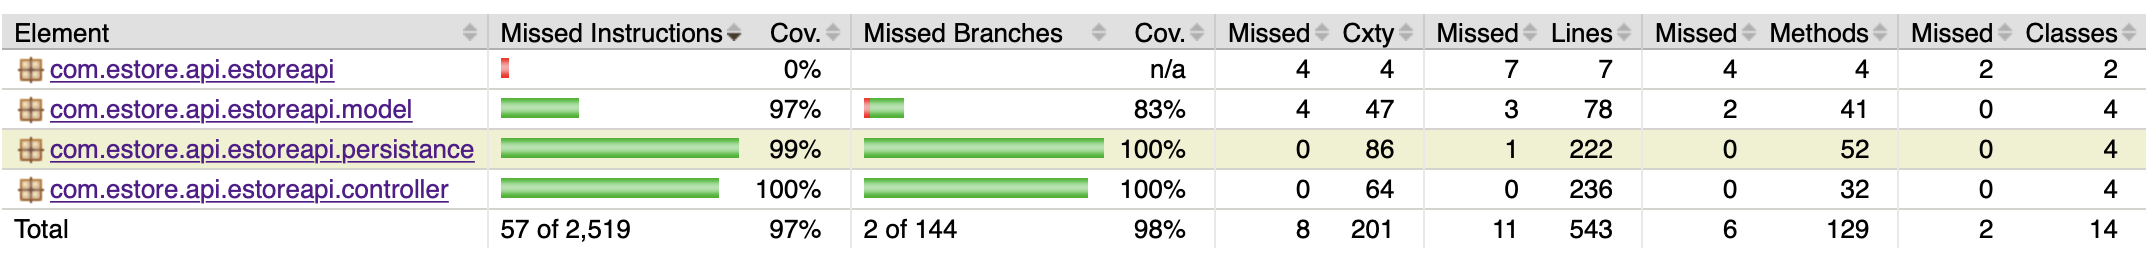 Element Missed Instructions Cov. Missed Branches Cov. Missed Cxty Missed Lines Missed Methods Missed Classes
com.estore.api.estoreapi 0% n/a 4 4 7 7 4 4 2 2
com.estore.api.estoreapi.model 97% 83% 4 47 3 78 2 41 0 4
com.estore.api.estoreapi.persistance 99% 100% 0 86 1 222 0 52 0 4
com.estore.api.estoreapi.controller 100% 100% 0 64 0 236 0 32 0 4
Total 57 of 2,519 97% 2 of 144 98% 8 201 11 543 6 129 2 14